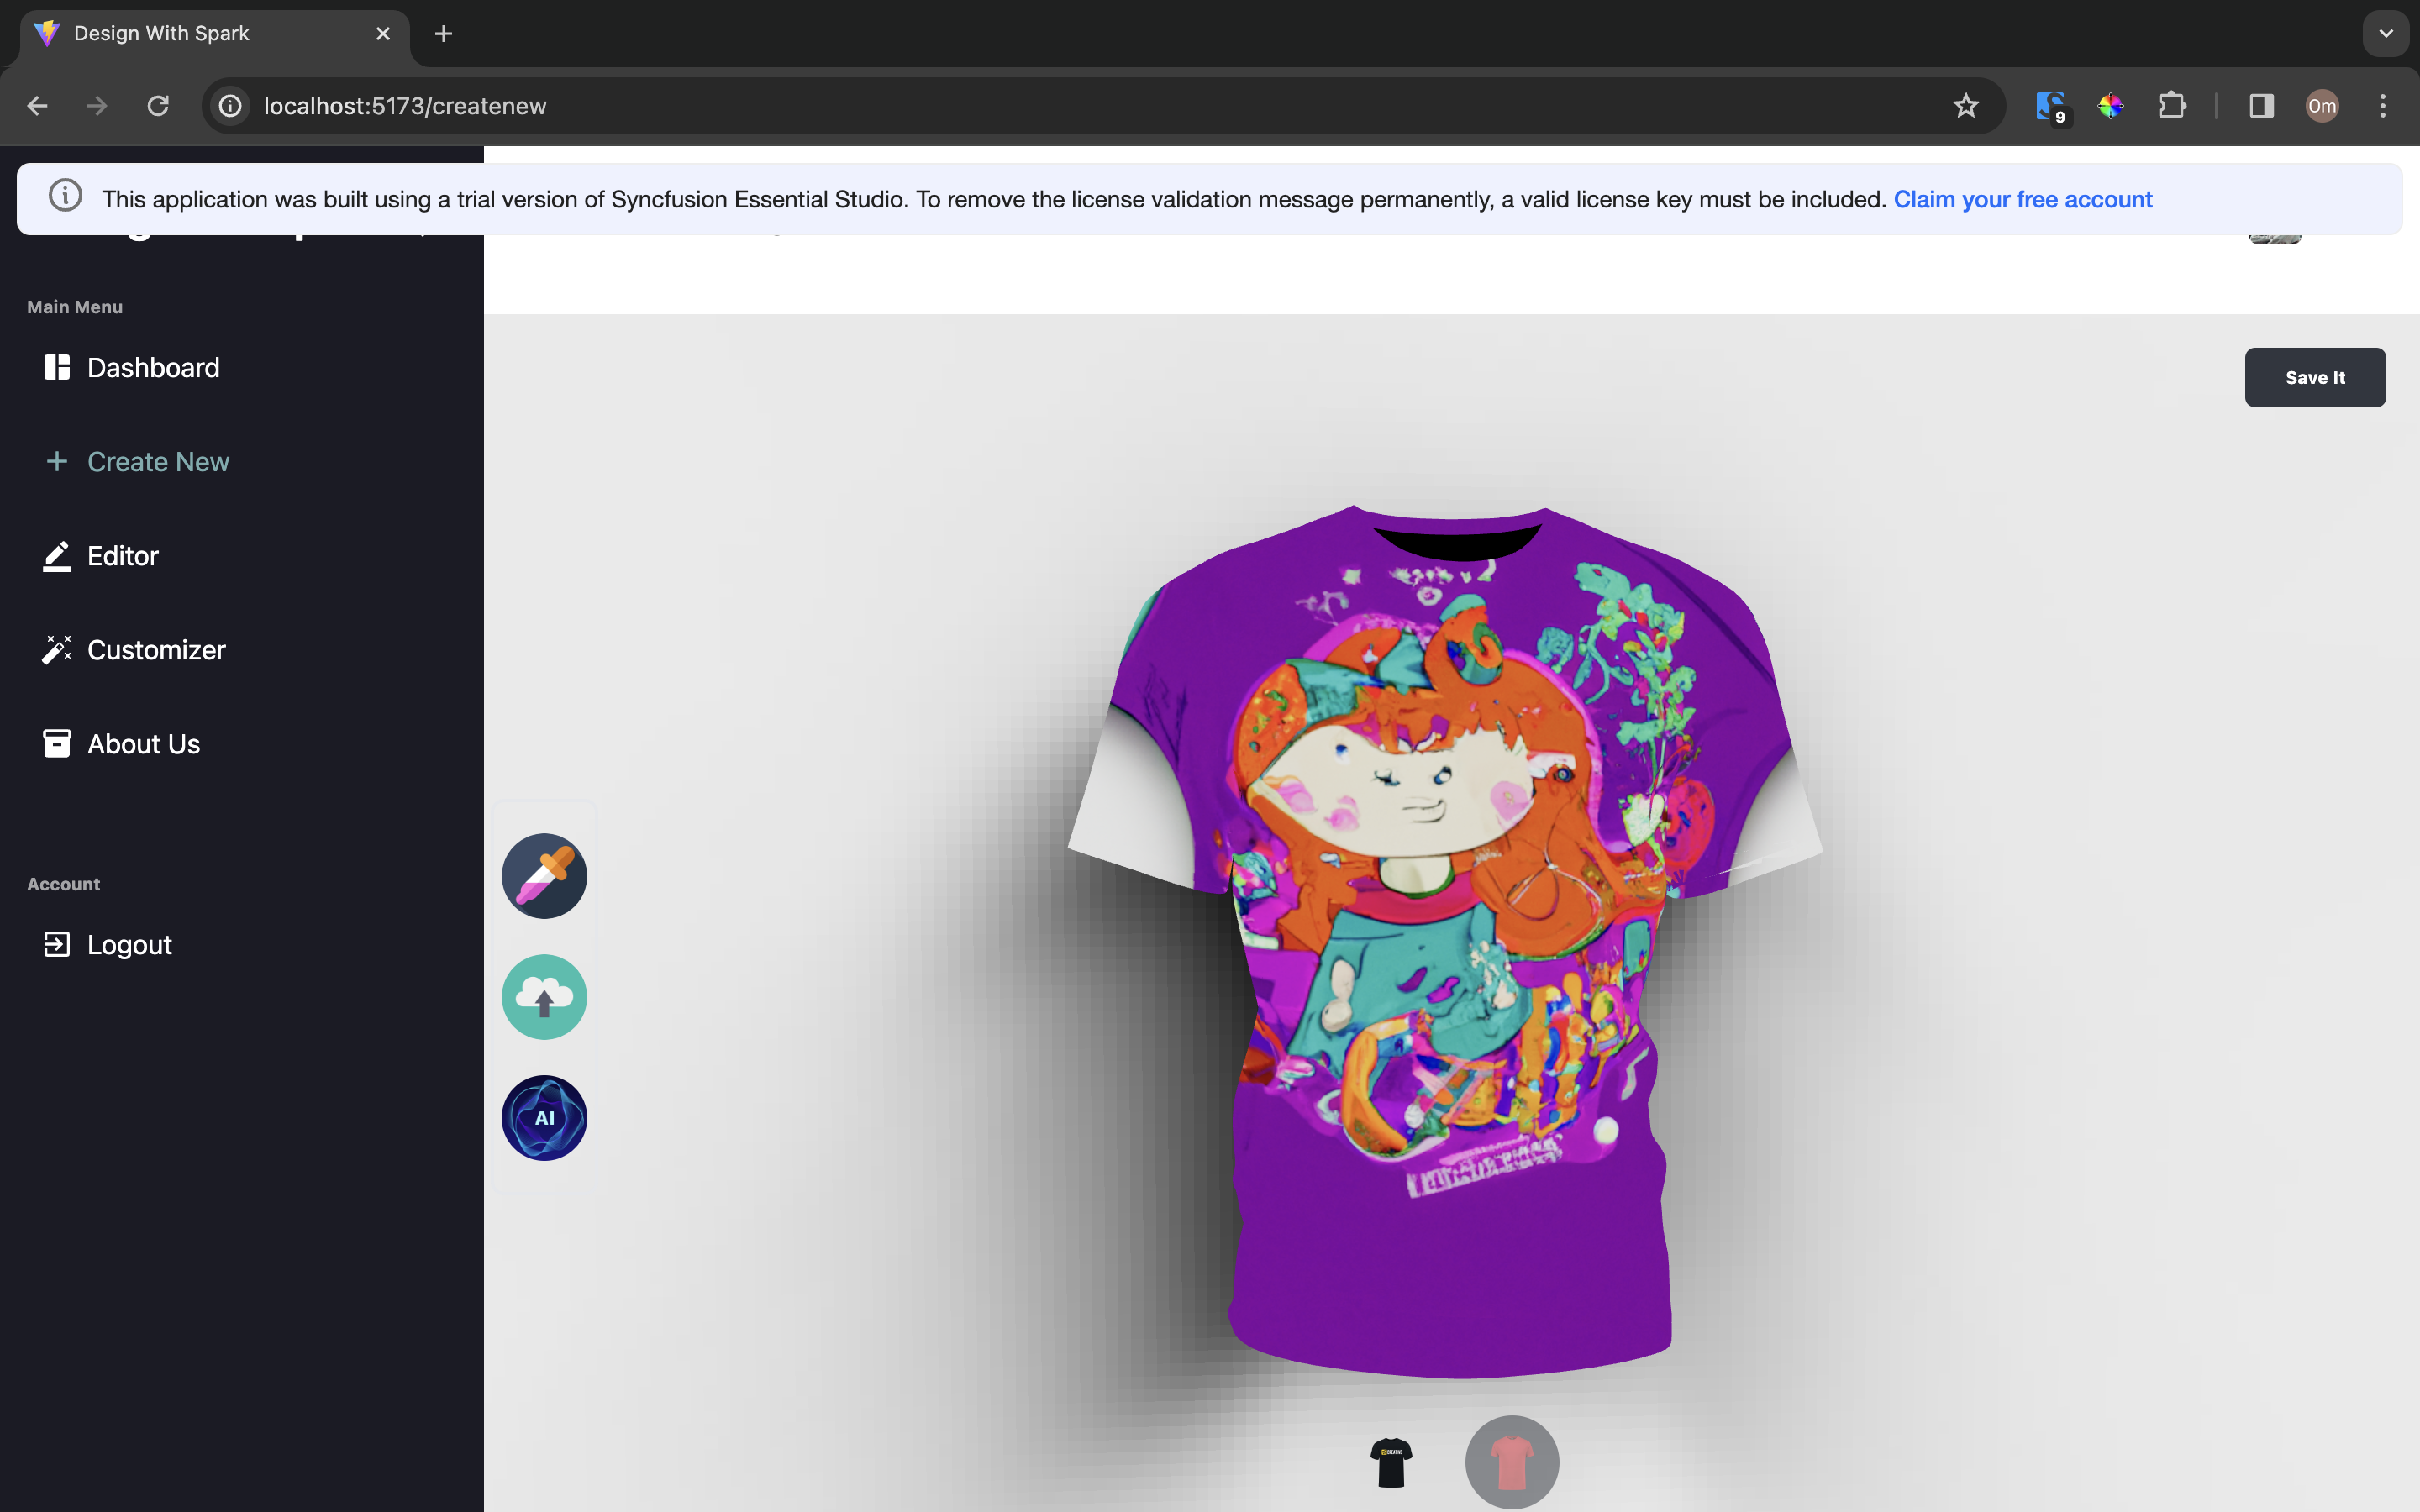 Design With Spark
localhost:5173/createnew
9
Om
This application was built using a trial version of Syncfusion Essential Studio. To remove the license validation message permanently, a valid license key must be included. Claim your free account
Main Menu
Dashboard
Save It
Create New
Editor
Customizer
About Us
Account
Logout
AI